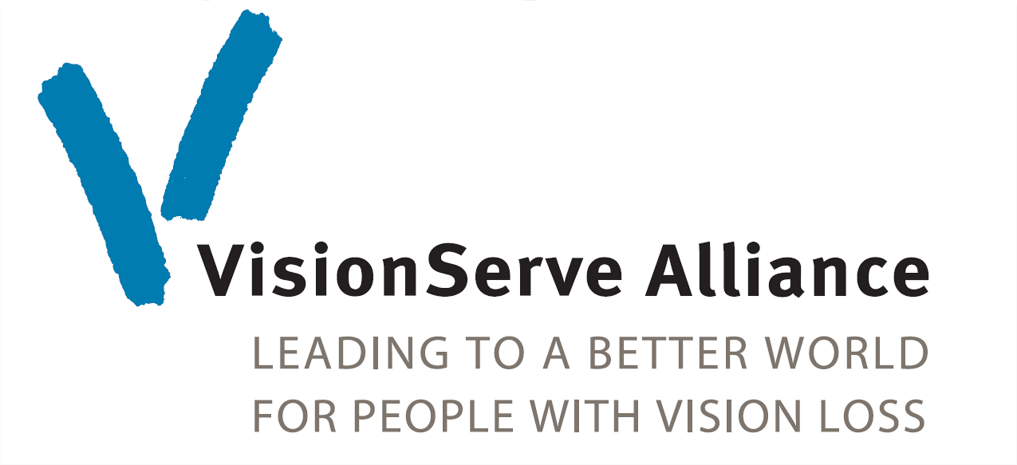 VisionServe Alliance
LEADING TO A BETTER WORLD
FOR PEOPLE WITH VISION LOSS